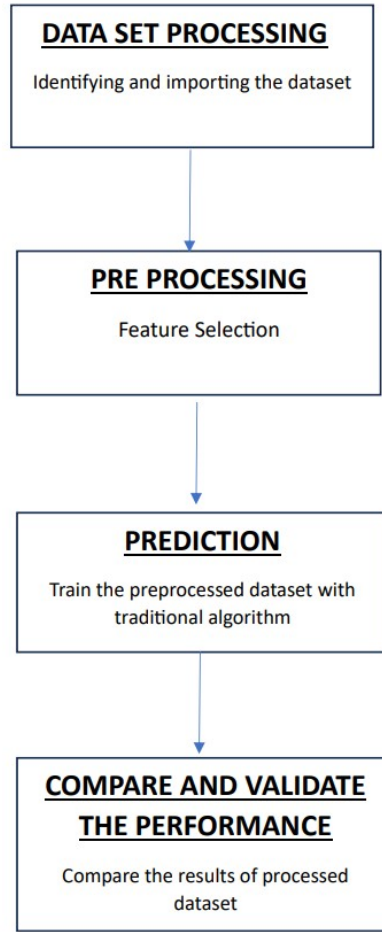 DATA SET PROCESSING
Identifying and importing the dataset
PRE PROCESSING
Feature Selection
PREDICTION
Train the preprocessed dataset with
traditional algorithm
COMPARE AND VALIDATE
THE PERFORMANCE
Compare the results of processed
dataset